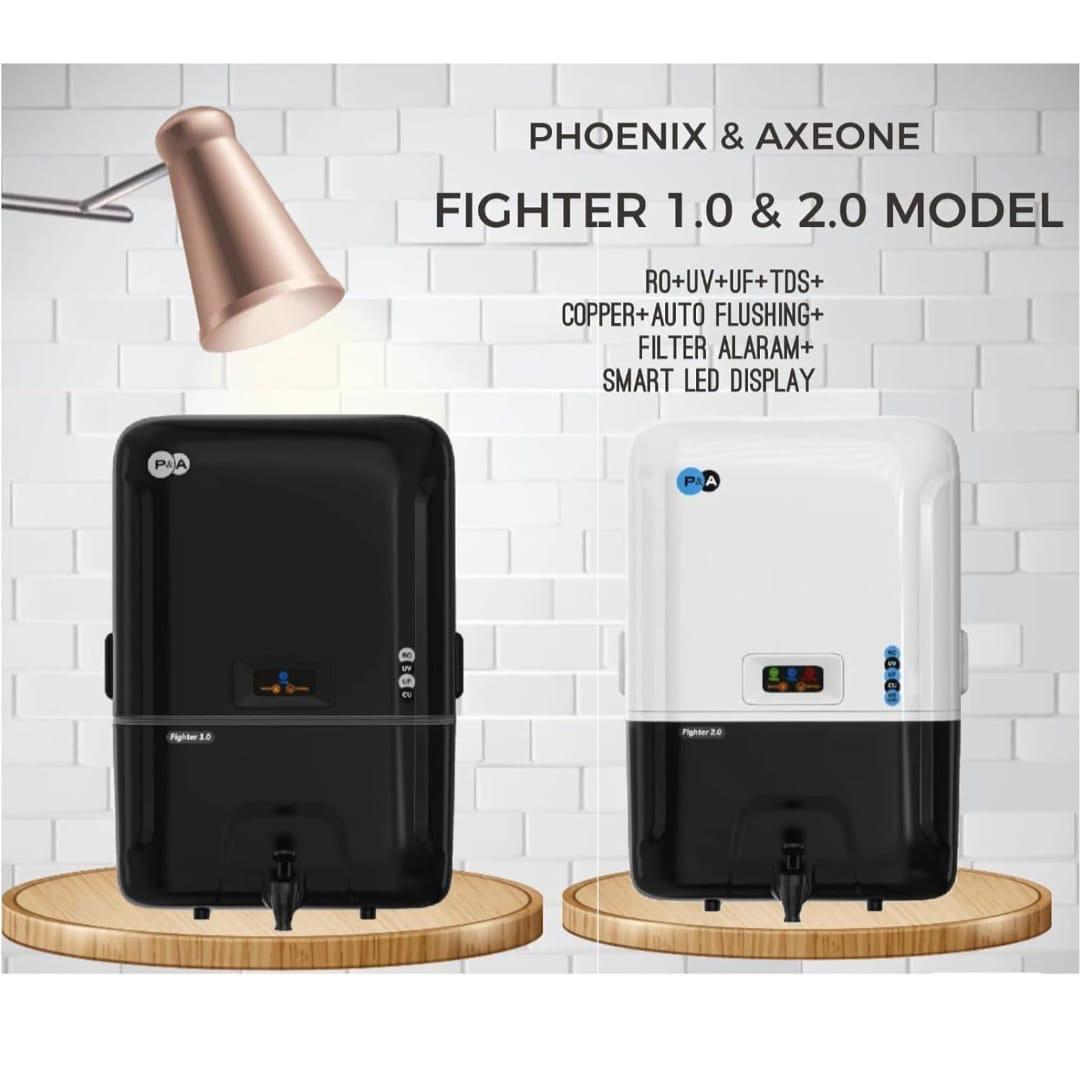 PHOENIX & AXEONE
FIGHTER 1.0 & 2.0 MODEL
RO+UV+UF+TDS+
COPPER+AUTO FLUSHING+
FILTER ALARAM+
SMART LED DISPLAY
P&A
P&A
RO
UV
UF
CU
RO
UV
UF
CU
Fighter 1.0
Fighter 2.0